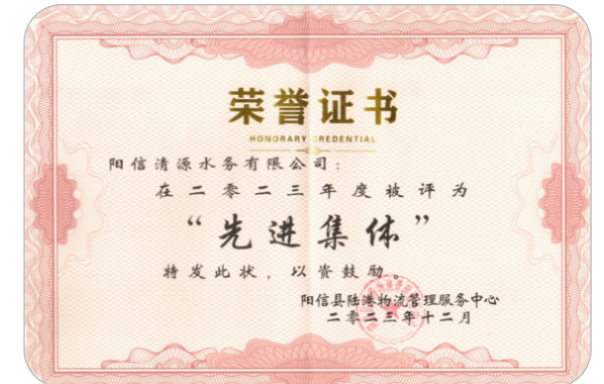 荣誉证书
HONORARY CREDENTIAL
阳信清源水务有限公司：
在二零二三年度被评为
“先进集体”
特发此状，以资鼓励。
阳信县陆港物流管理服务中心
二零二三年十二月